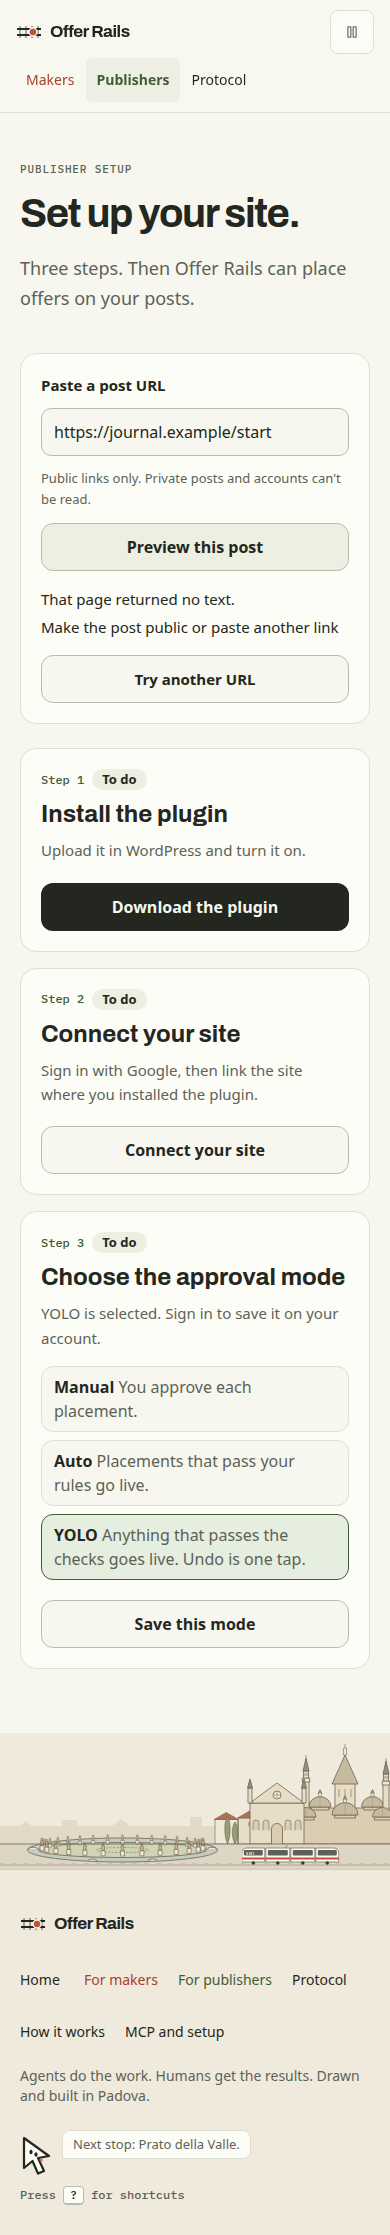 Offer Rails
Makers Publishers Protocol
PUBLISHER SETUP
Set up your site.
Three steps. Then Offer Rails can place
offers on your posts.
Paste a post URL
https://journal.example/start
Public links only. Private posts and accounts can't
be read.
Preview this post
That page returned no text.
Make the post public or paste another link
Try another URL
Step 1 To do
Install the plugin
Upload it in WordPress and turn it on.
Download the plugin
Step 2 To do
Connect your site
Sign in with Google, then link the site
where you installed the plugin.
Connect your site
Step 3 To do
Choose the approval mode
YOLO is selected. Sign in to save it on your
account.
Manual You approve each
placement.
Auto Placements that pass your
rules go live.
YOLO Anything that passes the
checks goes live. Undo is one tap.
Save this mode
Offer Rails
Home For makers For publishers Protocol
How it works MCP and setup
Agents do the work. Humans get the results. Drawn
and built in Padova.
Next stop: Prato della Valle.
Press ? for shortcuts